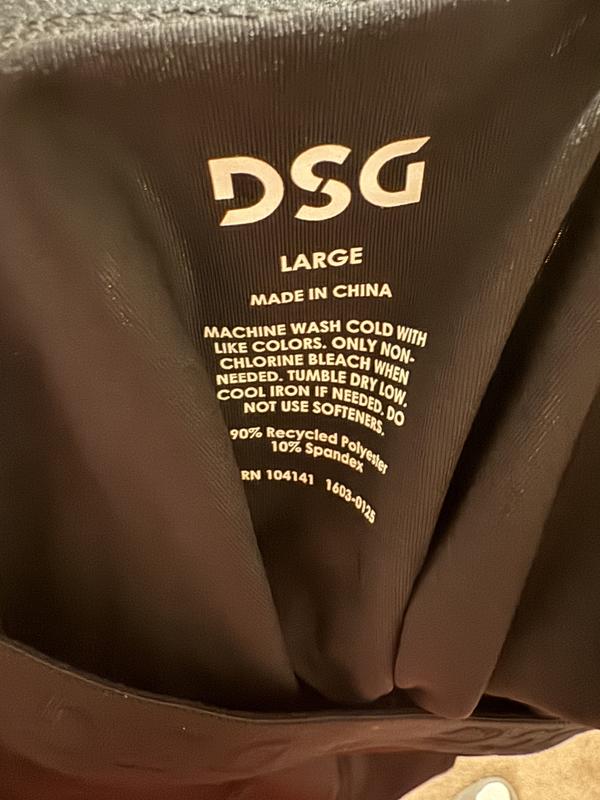 DSG
LARGE
MADE IN CHINA
MACHINE WASH COLD WITH
LIKE COLORS. ONLY NON-
CHLORINE BLEACH WHEN
NEEDED. TUMBLE DRY LOW.
COOL IRON IF NEEDED. DO
NOT USE SOFTENERS.
90% Recycled Polyester
10% Spandex
RN 104141 1603-0125